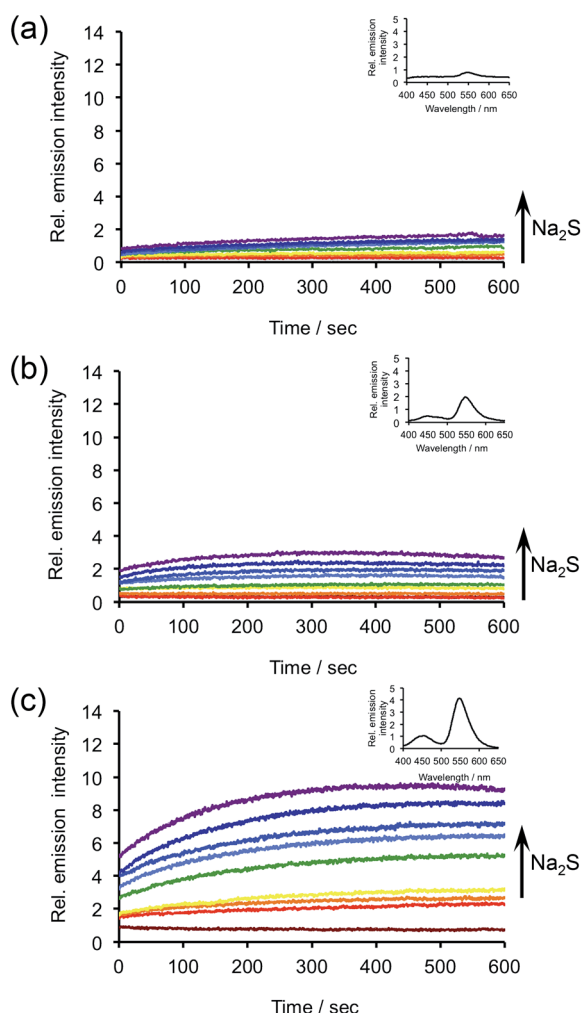 (a)
14
12
10
8
6
4
2
0
Rel. emission intensity
0 100 200 300 400 500 600
Time / sec
Rel. emission
intensity
5
4
3
2
1
0
400 450 500 550 600 650
Wavelength / nm
Na₂S
(b)
14
12
10
8
6
4
2
0
Rel. emission intensity
0 100 200 300 400 500 600
Time / sec
Rel. emission
intensity
5
4
3
2
1
0
400 450 500 550 600 650
Wavelength / nm
Na₂S
(c)
14
12
10
8
6
4
2
0
Rel. emission intensity
0 100 200 300 400 500 600
Time / sec
Rel. emission
intensity
5
4
3
2
1
0
400 450 500 550 600 650
Wavelength / nm
Na₂S